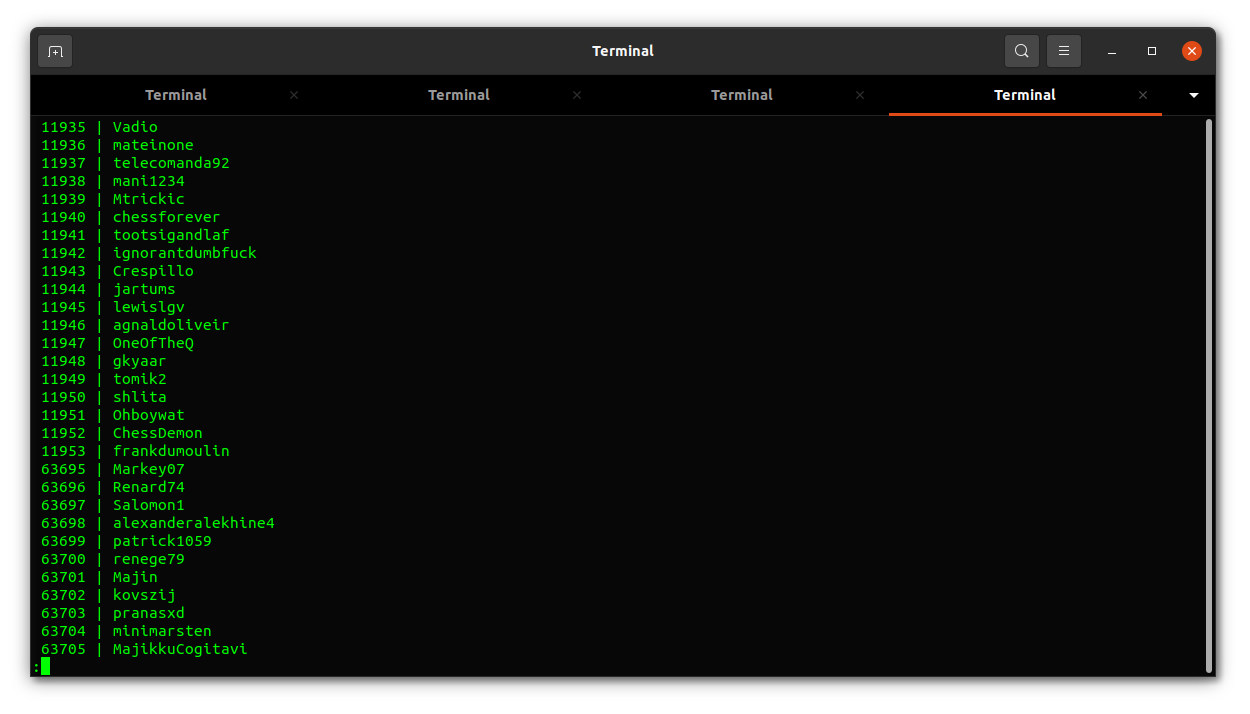 Terminal
Terminal Terminal Terminal Terminal
11935 | Vadio
11936 | mateinone
11937 | telecomanda92
11938 | mani1234
11939 | Mtrickic
11940 | chessforever
11941 | tootsigandlaf
11942 | ignorantdumbfuck
11943 | Crespillo
11944 | jartums
11945 | lewislgv
11946 | agnaldoliveir
11947 | OneOfTheQ
11948 | gkyaar
11949 | tomik2
11950 | shlita
11951 | Ohboywat
11952 | ChessDemon
11953 | frankdumoulin
63695 | Markey07
63696 | Renard74
63697 | Salomon1
63698 | alexanderalekhine4
63699 | patrick1059
63700 | renege79
63701 | Majin
63702 | kovszij
63703 | pranasxd
63704 | minimarsten
63705 | MajikkuCogitavi
: